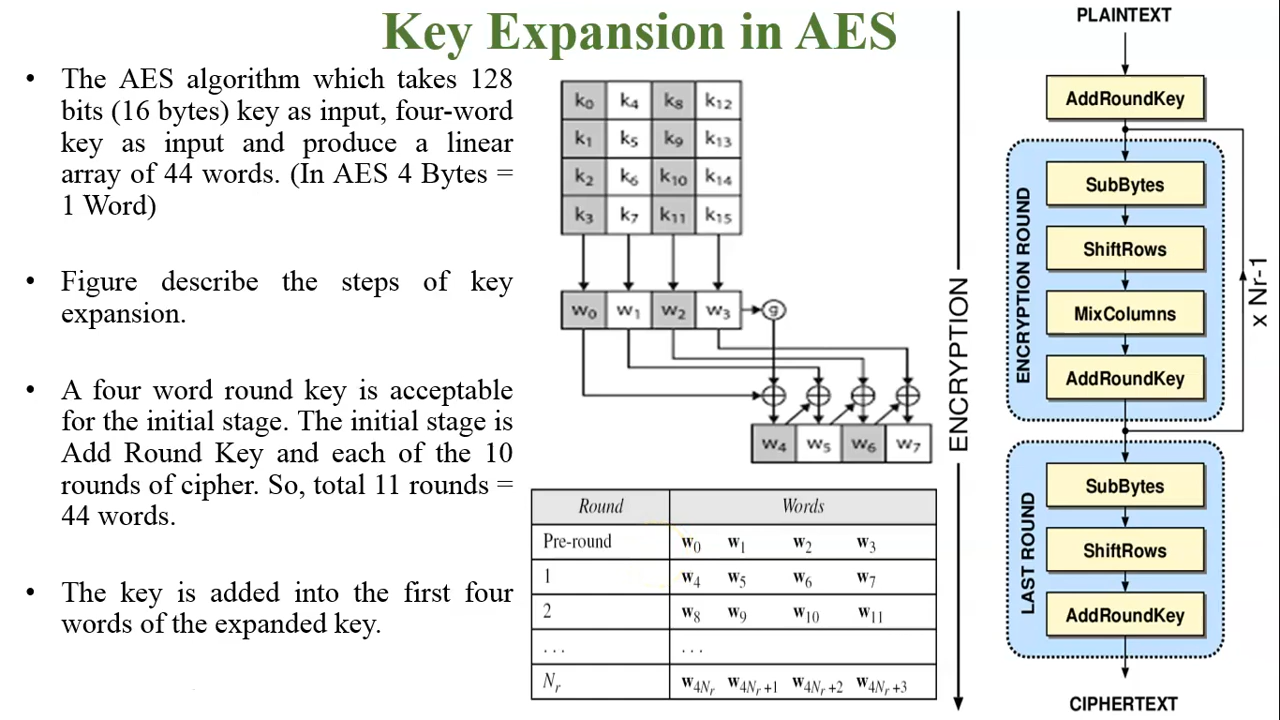 Key Expansion in AES
• The AES algorithm which takes 128
bits (16 bytes) key as input, four-word
key as input and produce a linear
array of 44 words. (In AES 4 Bytes =
1 Word)
• Figure describe the steps of key
expansion.
• A four word round key is acceptable
for the initial stage. The initial stage is
Add Round Key and each of the 10
rounds of cipher. So, total 11 rounds =
44 words.
• The key is added into the first four
words of the expanded key.
k0 k4 k8 k12
k1 k5 k9 k13
k2 k6 k10 k14
k3 k7 k11 k15
w0 w1 w2 w3 g
w4 w5 w6 w7
Round Words
Pre-round w0 w1 w2 w3
1 w4 w5 w6 w7
2 w8 w9 w10 w11
. . . . . .
Nr w4Nr w4Nr+1 w4Nr+2 w4Nr+3
ENCRYPTION
PLAINTEXT
AddRoundKey
ENCRYPTION ROUND
SubBytes
ShiftRows
MixColumns
AddRoundKey
x Nr-1
LAST ROUND
SubBytes
ShiftRows
AddRoundKey
CIPHERTEXT